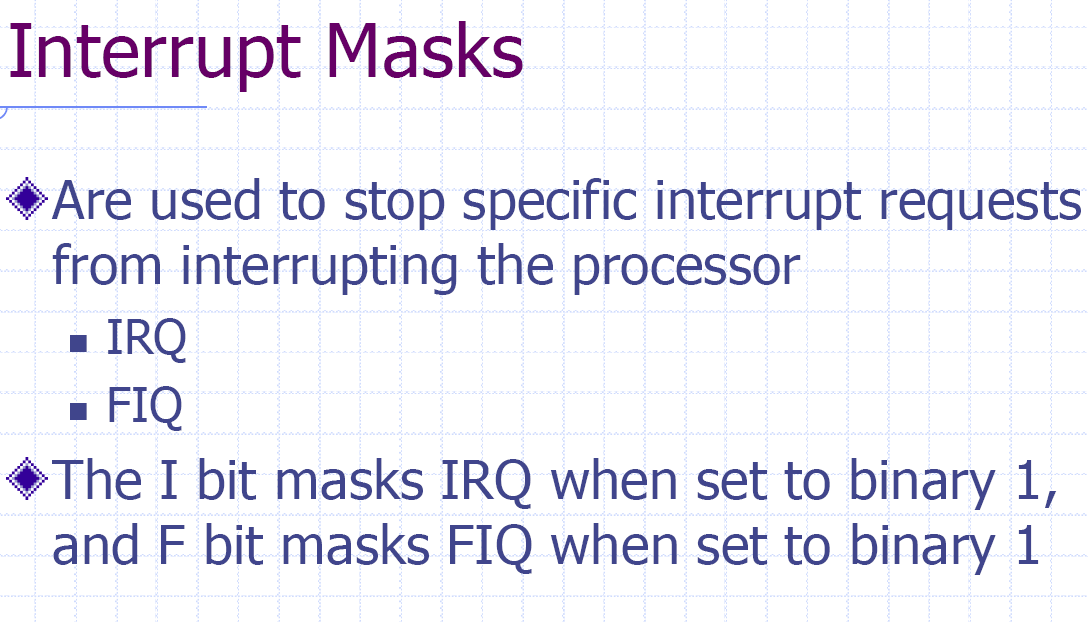 Interrupt Masks
Are used to stop specific interrupt requests
from interrupting the processor
IRQ
FIQ
The I bit masks IRQ when set to binary 1,
and F bit masks FIQ when set to binary 1